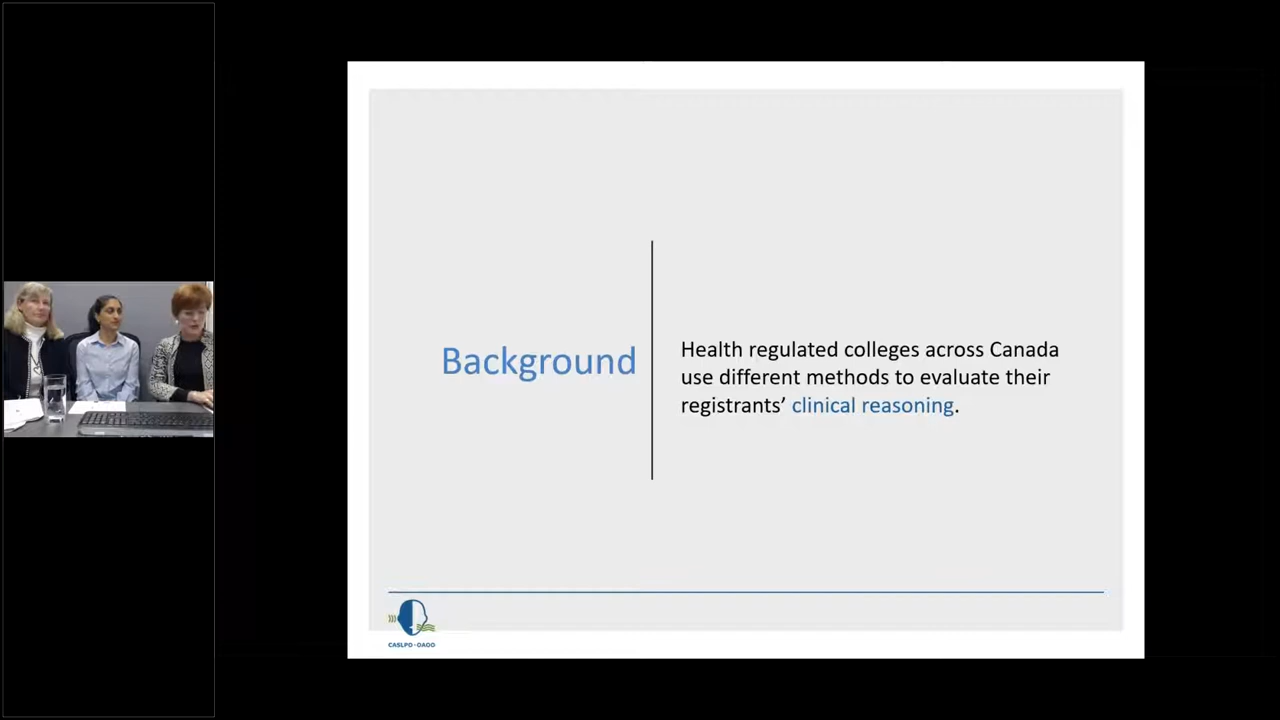 Background
Health regulated colleges across Canada
use different methods to evaluate their
registrants’ clinical reasoning.
CASLPO•OAOO